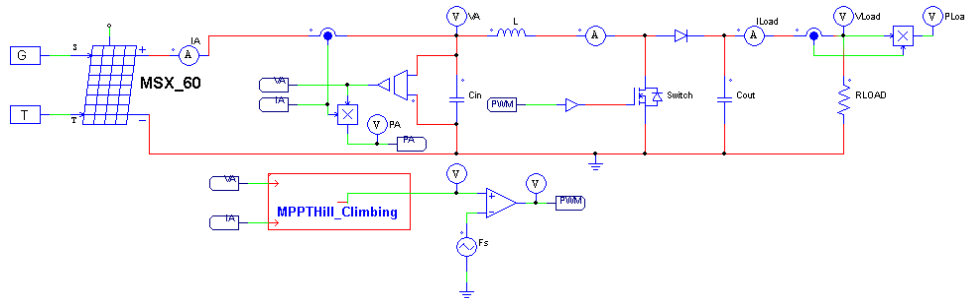 V VA V V VLoad V PLoa
G S + IA A L A ILoad A
MSX_60
VA
IA
Cin PWM Switch Cout RLOAD
T T -
V PA
PA
VA
V V
MPPTHill_Climbing
PWM
IA
Fs